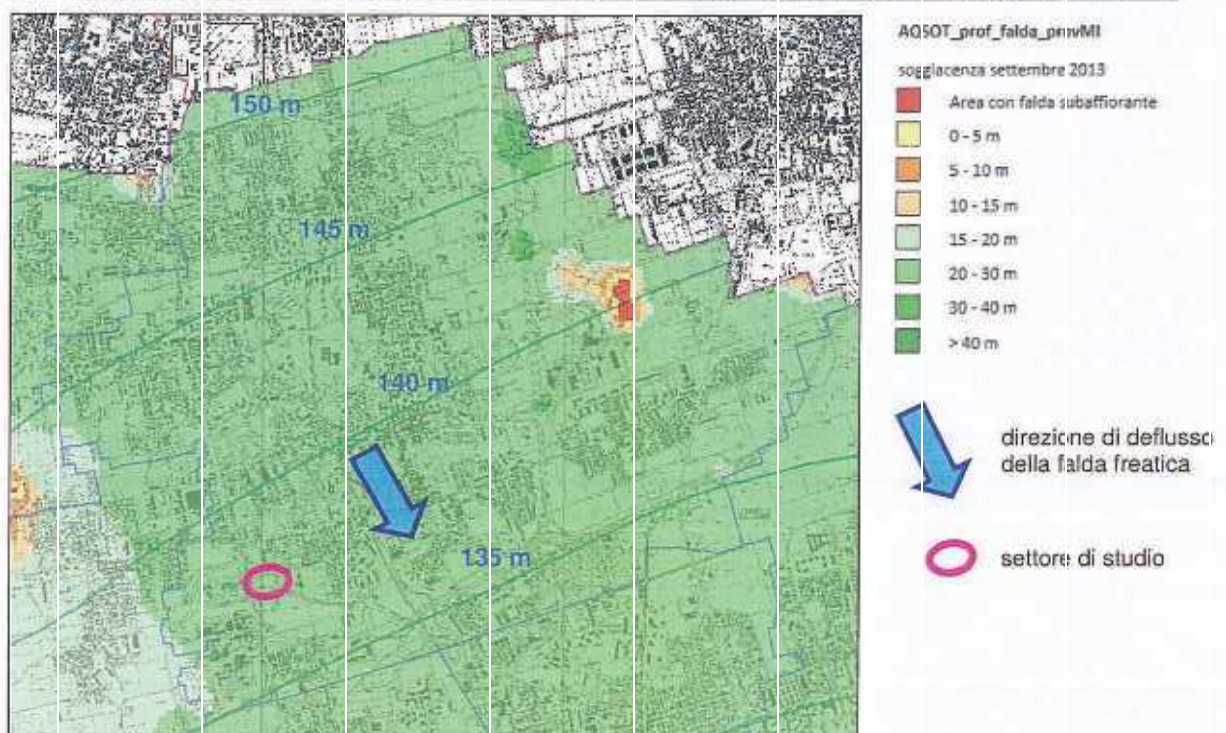 150 m
145 m
140 m
135 m
AOSOT_prof_falda_provMI
soggiacenza settembre 2013
Area con falda subaffiorante
0 - 5 m
5 - 10 m
10 - 15 m
15 - 20 m
20 - 30 m
30 - 40 m
> 40 m
direzione di deflusso
della falda freatica
settore di studio